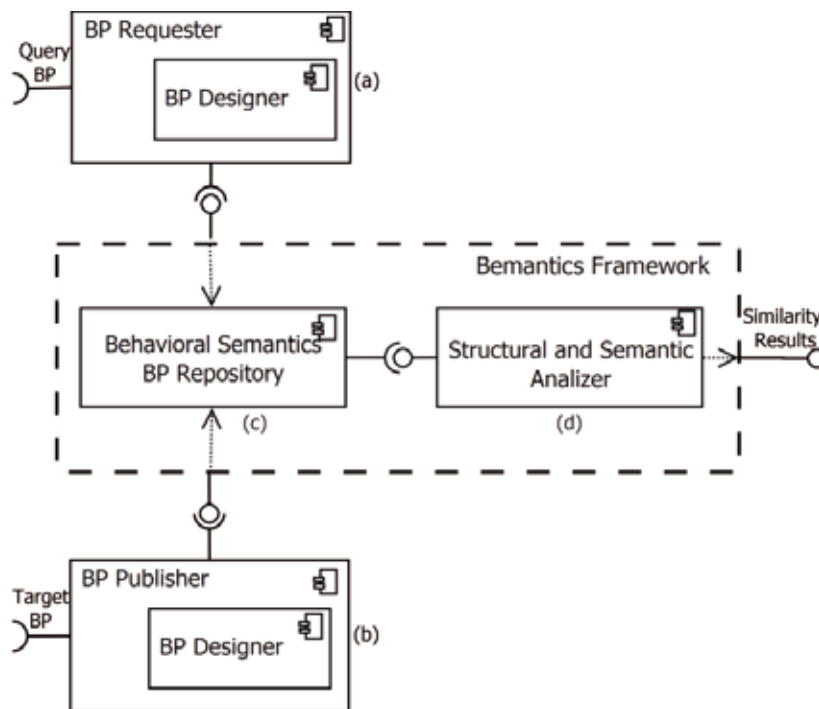 BP Requester
Query
BP
BP Designer
(a)
Bemantics Framework
Behavioral Semantics
BP Repository
(c)
Structural and Semantic
Analizer
(d)
Similarity
Results
BP Publisher
Target
BP
BP Designer
(b)